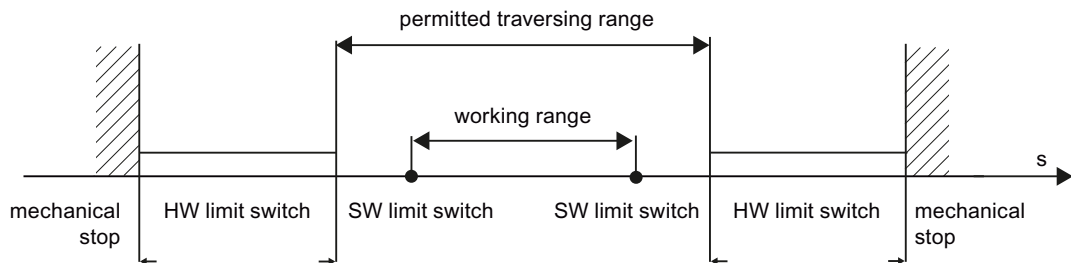 permitted traversing range
working range
s
mechanical
stop
HW limit switch
SW limit switch
SW limit switch
HW limit switch
mechanical
stop